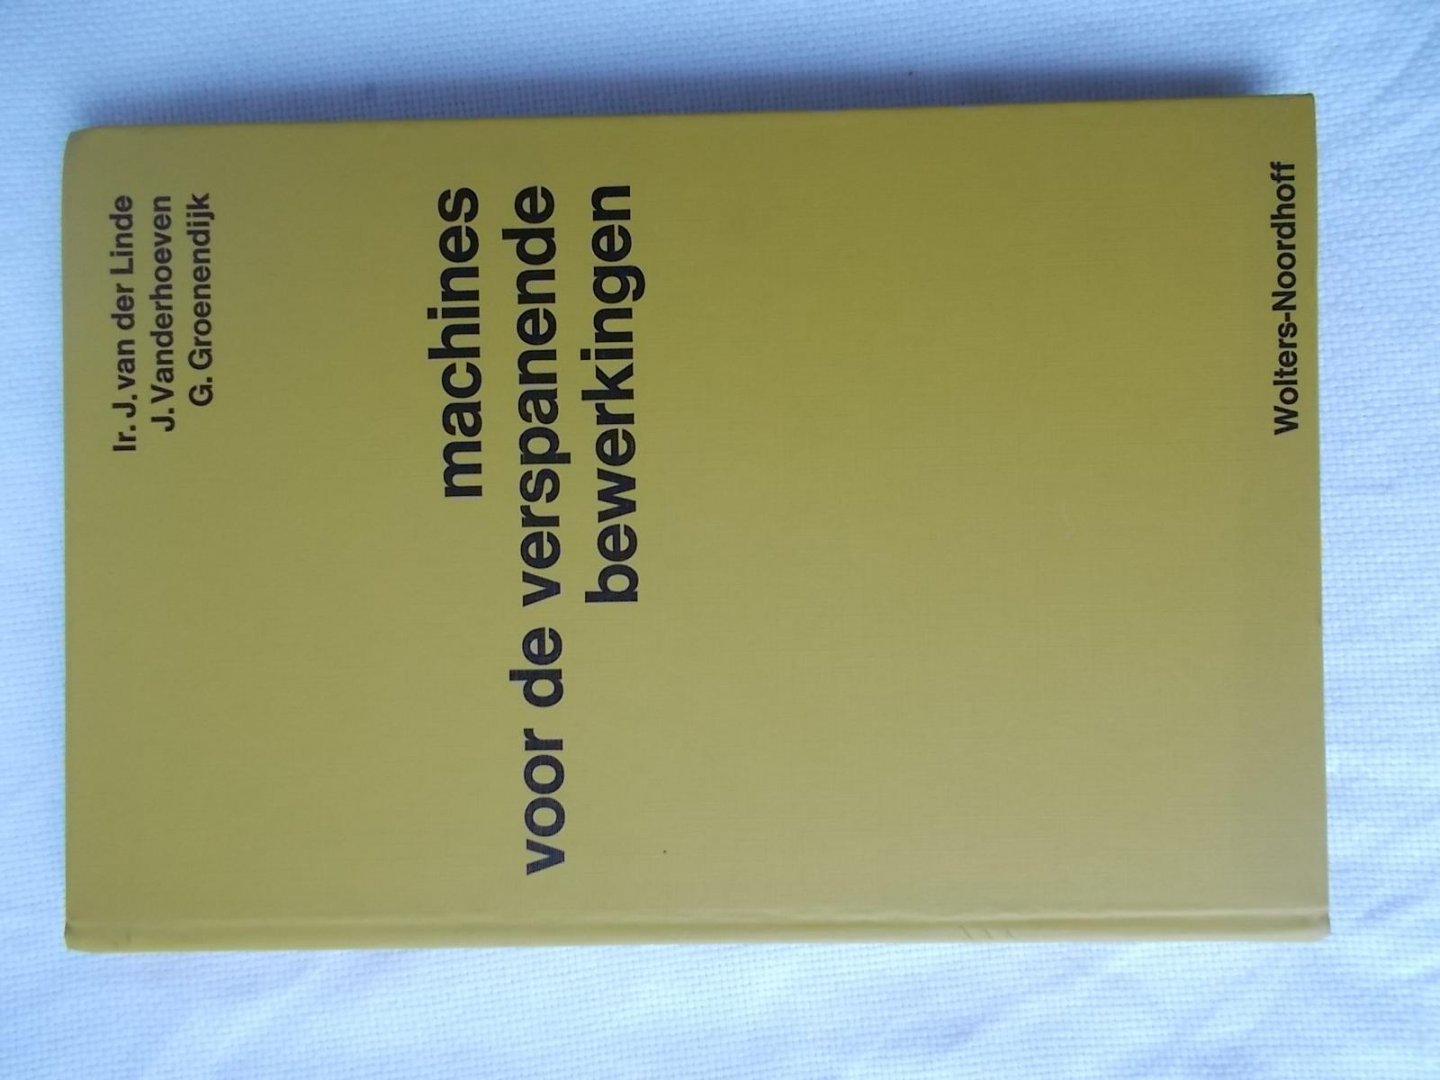 Ir. J. van der Linde
J. Vanderhoeven
G. Groenendijk
machines
voor de verspanende
bewerkingen
Wolters-Noordhoff